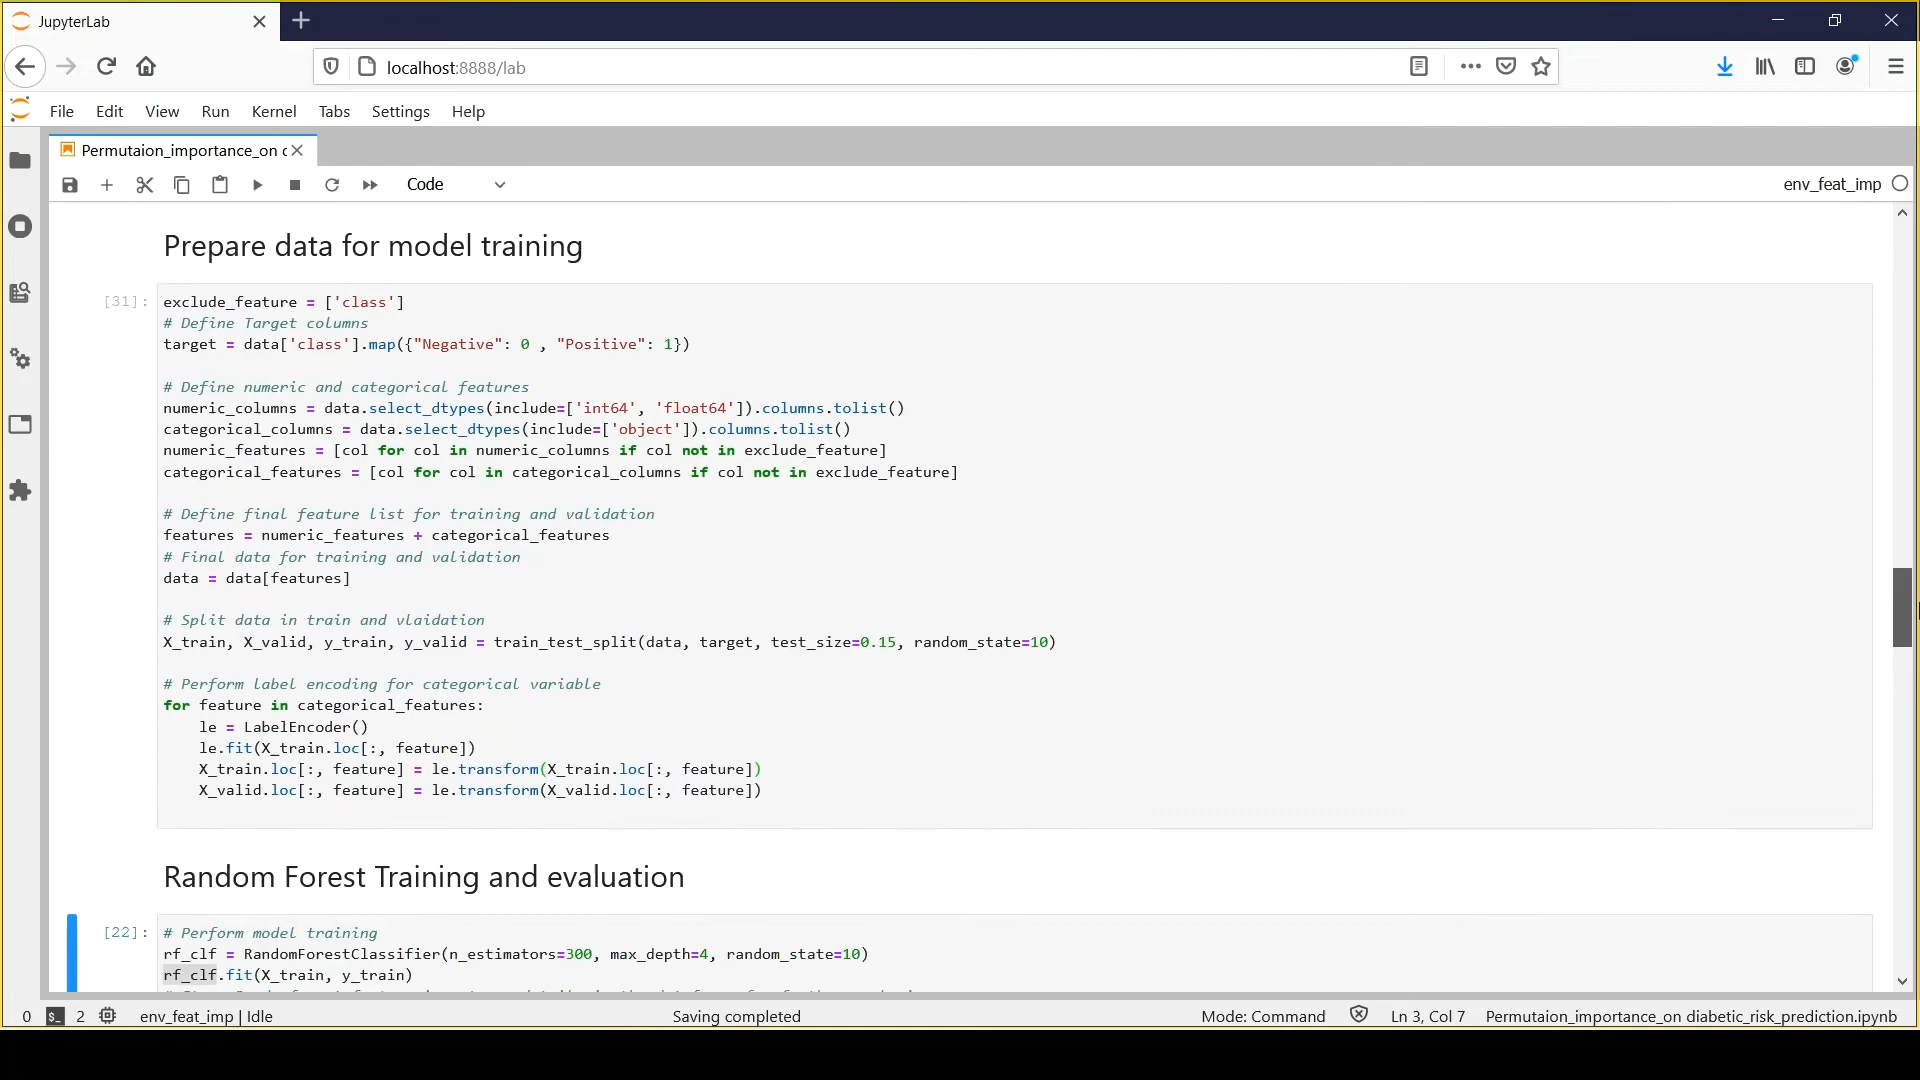 JupyterLab
localhost:8888/lab
File Edit View Run Kernel Tabs Settings Help
Permutaion_importance_on
Code
env_feat_imp
Prepare data for model training
[31]:
exclude_feature = ['class']
# Define Target columns
target = data['class'].map({"Negative": 0 , "Positive": 1})
# Define numeric and categorical features
numeric_columns = data.select_dtypes(include=['int64', 'float64']).columns.tolist()
categorical_columns = data.select_dtypes(include=['object']).columns.tolist()
numeric_features = [col for col in numeric_columns if col not in exclude_feature]
categorical_features = [col for col in categorical_columns if col not in exclude_feature]
# Define final feature list for training and validation
features = numeric_features + categorical_features
# Final data for training and validation
data = data[features]
# Split data in train and vlaidation
X_train, X_valid, y_train, y_valid = train_test_split(data, target, test_size=0.15, random_state=10)
# Perform label encoding for categorical variable
for feature in categorical_features:
    le = LabelEncoder()
    le.fit(X_train.loc[:, feature])
    X_train.loc[:, feature] = le.transform(X_train.loc[:, feature])
    X_valid.loc[:, feature] = le.transform(X_valid.loc[:, feature])
Random Forest Training and evaluation
[22]:
# Perform model training
rf_clf = RandomForestClassifier(n_estimators=300, max_depth=4, random_state=10)
rf_clf.fit(X_train, y_train)
0 $_ 2 env_feat_imp | Idle Saving completed Mode: Command Ln 3, Col 7 Permutaion_importance_on diabetic_risk_prediction.ipynb